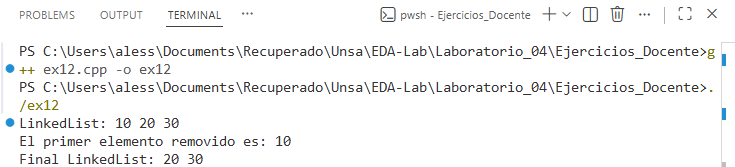 PROBLEMS OUTPUT TERMINAL ... pwsh - Ejercicios_Docente
PS C:\Users\aless\Documents\Recuperado\Unsa\EDA-Lab\Laboratorio_04\Ejercicios_Docente>g
++ ex12.cpp -o ex12
PS C:\Users\aless\Documents\Recuperado\Unsa\EDA-Lab\Laboratorio_04\Ejercicios_Docente>.
/ex12
LinkedList: 10 20 30
El primer elemento removido es: 10
Final LinkedList: 20 30